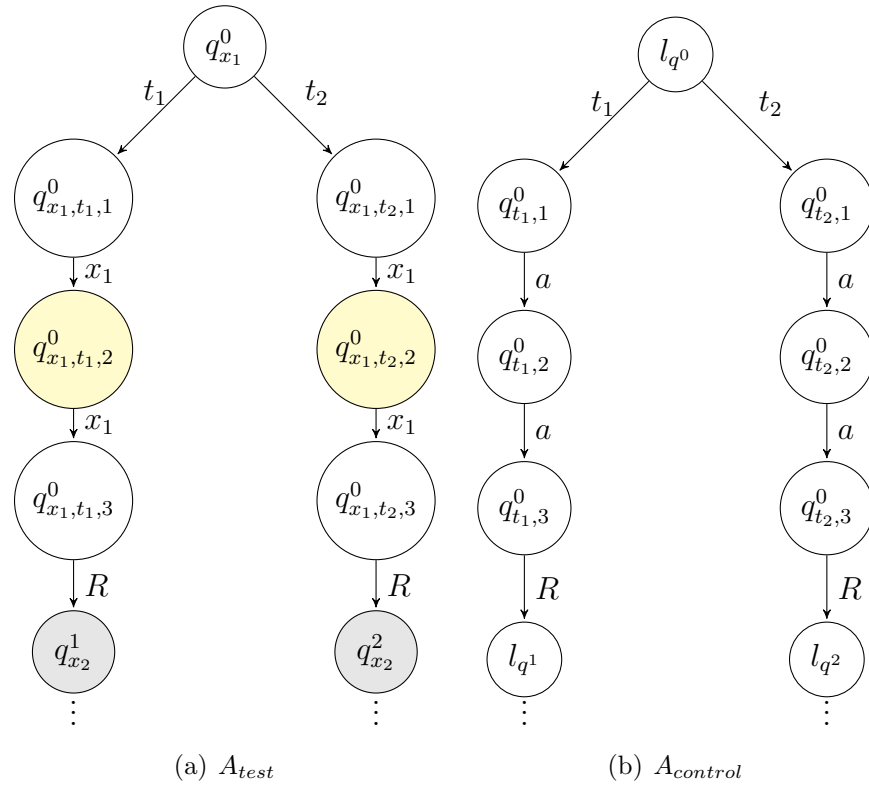 $q^0_{x_1}$ $l_{q^0}$
$t_1$ $t_2$ $t_1$ $t_2$
$q^0_{x_1,t_1,1}$ $q^0_{x_1,t_2,1}$ $q^0_{t_1,1}$ $q^0_{t_2,1}$
$x_1$ $x_1$ $a$ $a$
$q^0_{x_1,t_1,2}$ $q^0_{x_1,t_2,2}$ $q^0_{t_1,2}$ $q^0_{t_2,2}$
$x_1$ $x_1$ $a$ $a$
$q^0_{x_1,t_1,3}$ $q^0_{x_1,t_2,3}$ $q^0_{t_1,3}$ $q^0_{t_2,3}$
$R$ $R$ $R$ $R$
$q^1_{x_2}$ $q^2_{x_2}$ $l_{q^1}$ $l_{q^2}$
⋮ ⋮ ⋮ ⋮
(a) $A_{test}$ (b) $A_{control}$